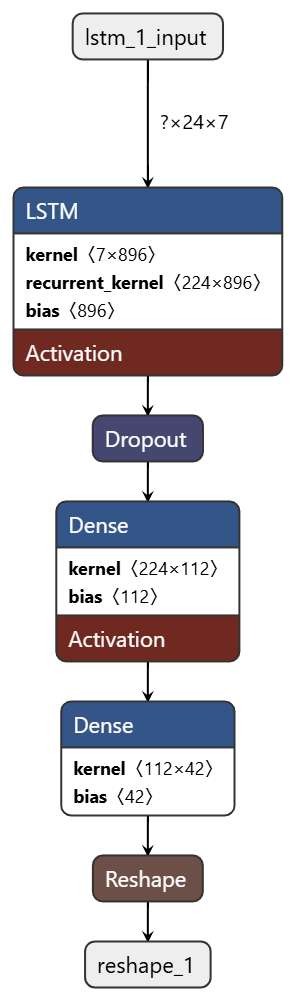 lstm_1_input
?×24×7
LSTM
kernel〈7×896〉
recurrent_kernel〈224×896〉
bias〈896〉
Activation
Dropout
Dense
kernel〈224×112〉
bias〈112〉
Activation
Dense
kernel〈112×42〉
bias〈42〉
Reshape
reshape_1